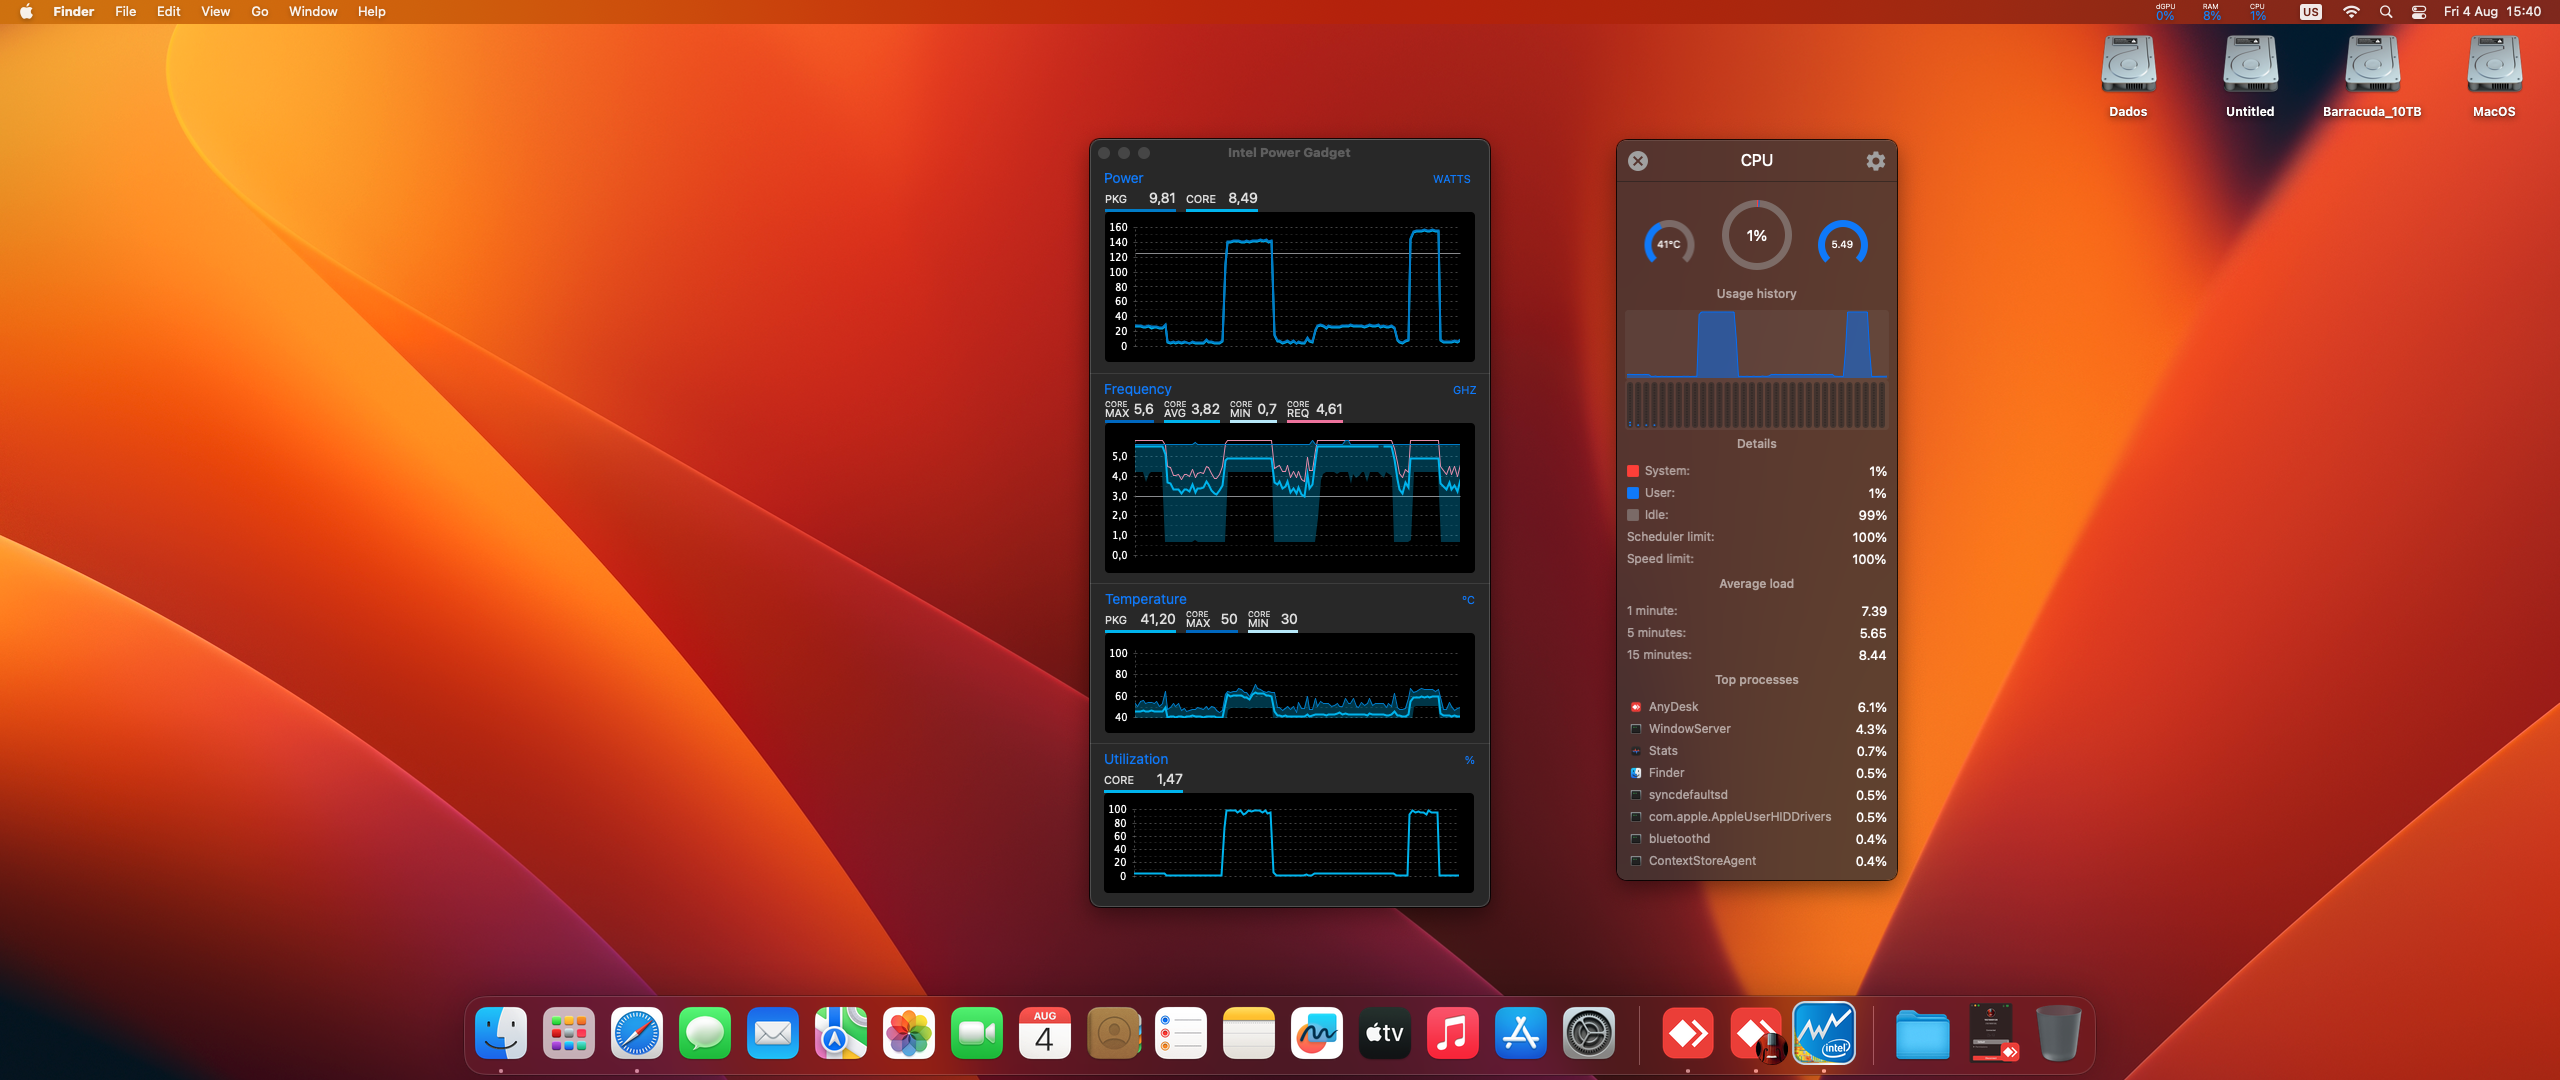 Finder File Edit View Go Window Help
dGPU 0% RAM 8% CPU 1% US Fri 4 Aug 15:40
Dados Untitled Barracuda_10TB MacOS
Intel Power Gadget
Power WATTS
PKG 9,81 CORE 8,49
160
140
120
100
80
60
40
20
0
Frequency GHZ
CORE MAX 5,6 CORE AVG 3,82 CORE MIN 0,7 CORE REQ 4,61
5,0
4,0
3,0
2,0
1,0
0,0
Temperature °C
PKG 41,20 CORE MAX 50 CORE MIN 30
100
80
60
40
Utilization %
CORE 1,47
100
80
60
40
20
0
CPU
41°C 1% 5.49
Usage history
Details
System: 1%
User: 1%
Idle: 99%
Scheduler limit: 100%
Speed limit: 100%
Average load
1 minute: 7.39
5 minutes: 5.65
15 minutes: 8.44
Top processes
AnyDesk 6.1%
WindowServer 4.3%
Stats 0.7%
Finder 0.5%
syncdefaultsd 0.5%
com.apple.AppleUserHIDDrivers 0.5%
bluetoothd 0.4%
ContextStoreAgent 0.4%
AUG
4
tv
intel